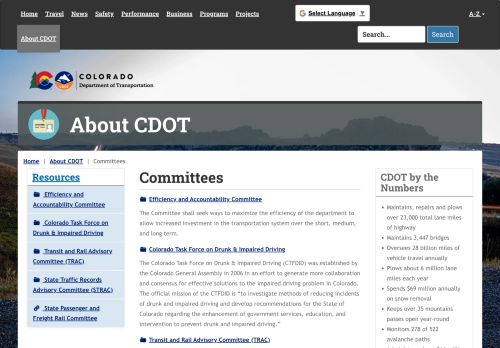 Home Travel News Safety Performance Business Programs Projects
About CDOT
Select Language ▼
A-Z
Search...
Search
COLORADO
Department of Transportation
CDOT
About CDOT
Home | About CDOT | Committees
Resources
Efficiency and
Accountability Committee
Colorado Task Force on
Drunk & Impaired Driving
Transit and Rail Advisory
Committee (TRAC)
State Traffic Records
Advisory Committee (STRAC)
State Passenger and
Freight Rail Committee
Committees
Efficiency and Accountability Committee
The Committee shall seek ways to maximize the efficiency of the department to
allow increased investment in the transportation system over the short, medium,
and long term.
Colorado Task Force on Drunk & Impaired Driving
The Colorado Task Force on Drunk & Impaired Driving (CTFDID) was established by
the Colorado General Assembly in 2006 in an effort to generate more collaboration
and consensus for effective solutions to the impaired driving problem in Colorado.
The official mission of the CTFDID is “to investigate methods of reducing incidents
of drunk and impaired driving and develop recommendations for the State of
Colorado regarding the enhancement of government services, education, and
intervention to prevent drunk and impaired driving.”
Transit and Rail Advisory Committee (TRAC)
CDOT by the
Numbers
Maintains, repairs and plows
over 23,000 total lane miles
of highway
Maintains 3,447 bridges
Oversees 28 billion miles of
vehicle travel annually
Plows about 6 million lane
miles each year
Spends $69 million annually
on snow removal
Keeps over 35 mountains
passes open year-round
Monitors 278 of 522
avalanche paths